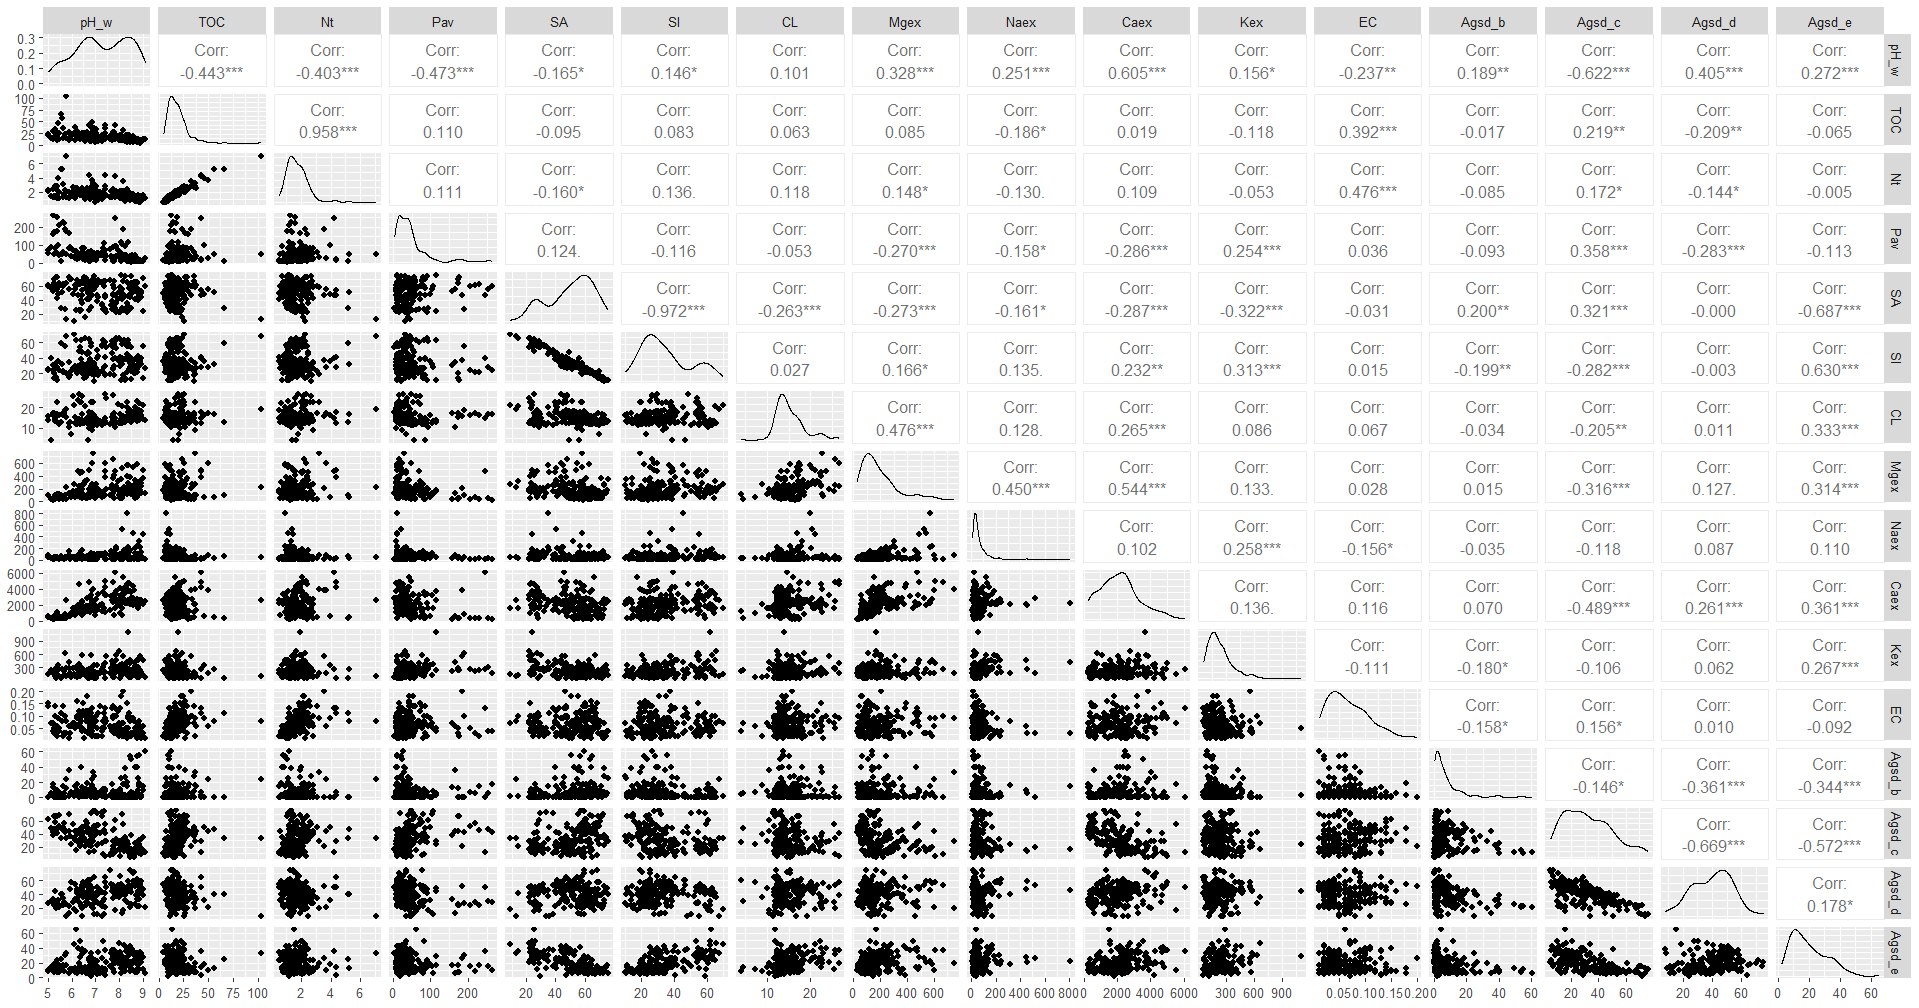 pH_w TOC Nt Pav SA SI CL Mgex Naex Caex Kex EC Agsd_b Agsd_c Agsd_d Agsd_e
0.3 0.2 0.1 0.0
Corr: Corr: Corr: Corr: Corr: Corr: Corr: Corr: Corr: Corr: Corr: Corr: Corr: Corr: Corr:
-0.443*** -0.403*** -0.473*** -0.165* 0.146* 0.101 0.328*** 0.251*** 0.605*** 0.156* -0.237** 0.189** -0.622*** 0.405*** 0.272***
pH_w
100 75 50 25 0
Corr: Corr: Corr: Corr: Corr: Corr: Corr: Corr: Corr: Corr: Corr: Corr: Corr: Corr:
0.958*** 0.110 -0.095 0.083 0.063 0.085 -0.186* 0.019 -0.118 0.392*** -0.017 0.219** -0.209** -0.065
TOC
6 4 2
Corr: Corr: Corr: Corr: Corr: Corr: Corr: Corr: Corr: Corr: Corr: Corr: Corr:
0.111 -0.160* 0.136. 0.118 0.148* -0.130. 0.109 -0.053 0.476*** -0.085 0.172* -0.144* -0.005
Nt
200 100 0
Corr: Corr: Corr: Corr: Corr: Corr: Corr: Corr: Corr: Corr: Corr: Corr:
0.124. -0.116 -0.053 -0.270*** -0.158* -0.286*** 0.254*** 0.036 -0.093 0.358*** -0.283*** -0.113
Pav
60 40 20
Corr: Corr: Corr: Corr: Corr: Corr: Corr: Corr: Corr: Corr: Corr:
-0.972*** -0.263*** -0.273*** -0.161* -0.287*** -0.322*** -0.031 0.200** 0.321*** -0.000 -0.687***
SA
60 40 20
Corr: Corr: Corr: Corr: Corr: Corr: Corr: Corr: Corr: Corr:
0.027 0.166* 0.135. 0.232** 0.313*** 0.015 -0.199** -0.282*** -0.003 0.630***
SI
20 10
Corr: Corr: Corr: Corr: Corr: Corr: Corr: Corr: Corr:
0.476*** 0.128. 0.265*** 0.086 0.067 -0.034 -0.205** 0.011 0.333***
CL
600 400 200 0
Corr: Corr: Corr: Corr: Corr: Corr: Corr: Corr:
0.450*** 0.544*** 0.133. 0.028 0.015 -0.316*** 0.127. 0.314***
Mgex
800 600 400 200 0
Corr: Corr: Corr: Corr: Corr: Corr: Corr:
0.102 0.258*** -0.156* -0.035 -0.118 0.087 0.110
Naex
6000 4000 2000 0
Corr: Corr: Corr: Corr: Corr: Corr:
0.136. 0.116 0.070 -0.489*** 0.261*** 0.361***
Caex
900 600 300
Corr: Corr: Corr: Corr: Corr:
-0.111 -0.180* -0.106 0.062 0.267***
Kex
0.20 0.15 0.10 0.05
Corr: Corr: Corr: Corr:
-0.158* 0.156* 0.010 -0.092
EC
60 40 20 0
Corr: Corr: Corr:
-0.146* -0.361*** -0.344***
Agsd_b
60 40 20
Corr: Corr:
-0.669*** -0.572***
Agsd_c
60 40 20 0
Corr:
0.178*
Agsd_d
60 40 20 0
Agsd_e
5 6 7 8 9 0 25 50 75 100 2 4 6 0 100 200 20 40 60 20 40 60 10 20 0 200 400 600 0 200 400 600 800 0 2000 4000 6000 300 600 900 0.05 0.10 0.15 0.20 0 20 40 60 20 40 60 0 20 40 60 0 20 40 60